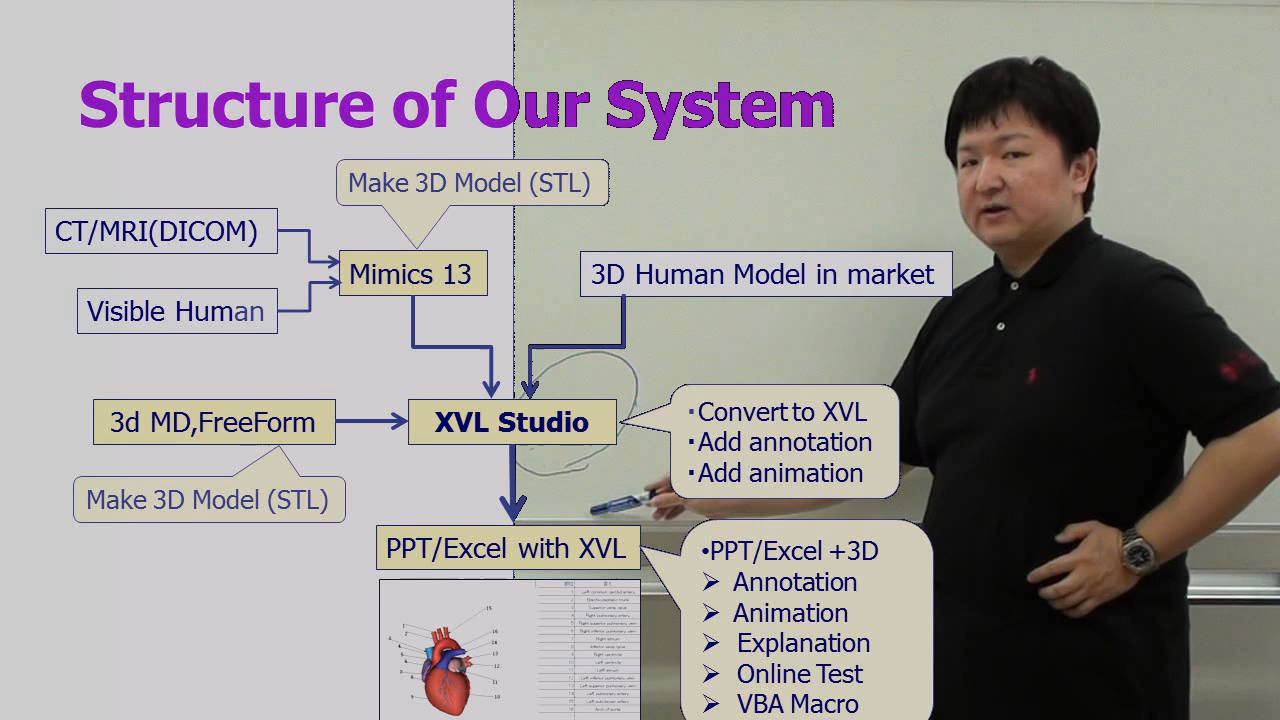 Structure of Our System
Make 3D Model (STL)
CT/MRI(DICOM)
Mimics 13
3D Human Model in market
Visible Human
3d MD,FreeForm
XVL Studio
・Convert to XVL
・Add annotation
・Add animation
Make 3D Model (STL)
PPT/Excel with XVL
•PPT/Excel +3D
➢ Annotation
➢ Animation
➢ Explanation
➢ Online Test
➢ VBA Macro